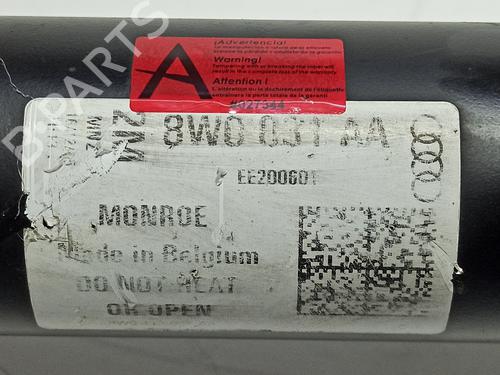 ¡Advertencia!
Warning!
Tampering with or breaking the label will
result in the complete loss of the warranty.
Attention !
L'altération ou le déchirement de l'étiquette
entraînera la perte totale de la garantie
#627344
A
2M
8W0 031 AA
EE200601
MONROE
Made in Belgium
DO NOT HEAT
OR OPEN
B-PARTS